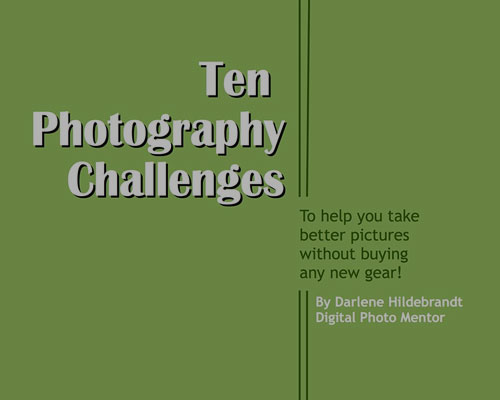 Ten
Photography
Challenges
To help you take
better pictures
without buying
any new gear!
By Darlene Hildebrandt
Digital Photo Mentor